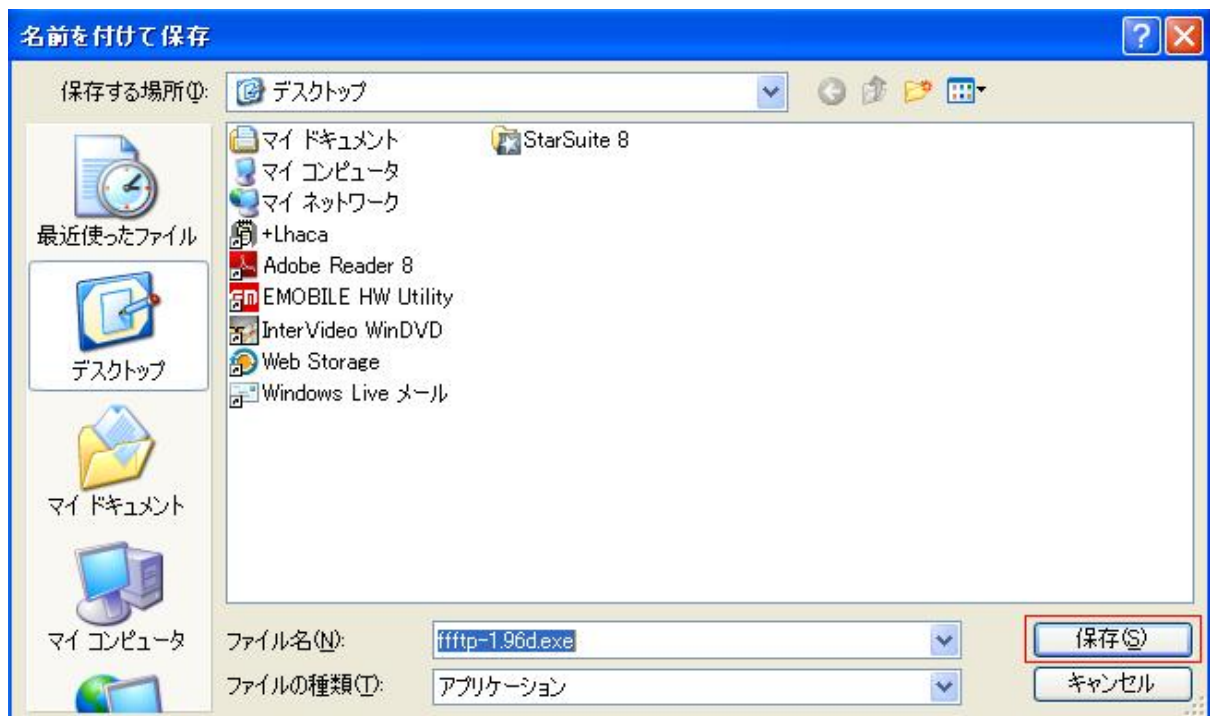 名前を付けて保存
保存する場所(I):
デスクトップ
マイ ドキュメント
StarSuite 8
マイ コンピュータ
マイ ネットワーク
+Lhaca
Adobe Reader 8
EMOBILE HW Utility
InterVideo WinDVD
Web Storage
Windows Live メール
最近使ったファイル
デスクトップ
マイ ドキュメント
マイ コンピュータ
ファイル名(N):
ffftp-1.96d.exe
保存(S)
ファイルの種類(T):
アプリケーション
キャンセル